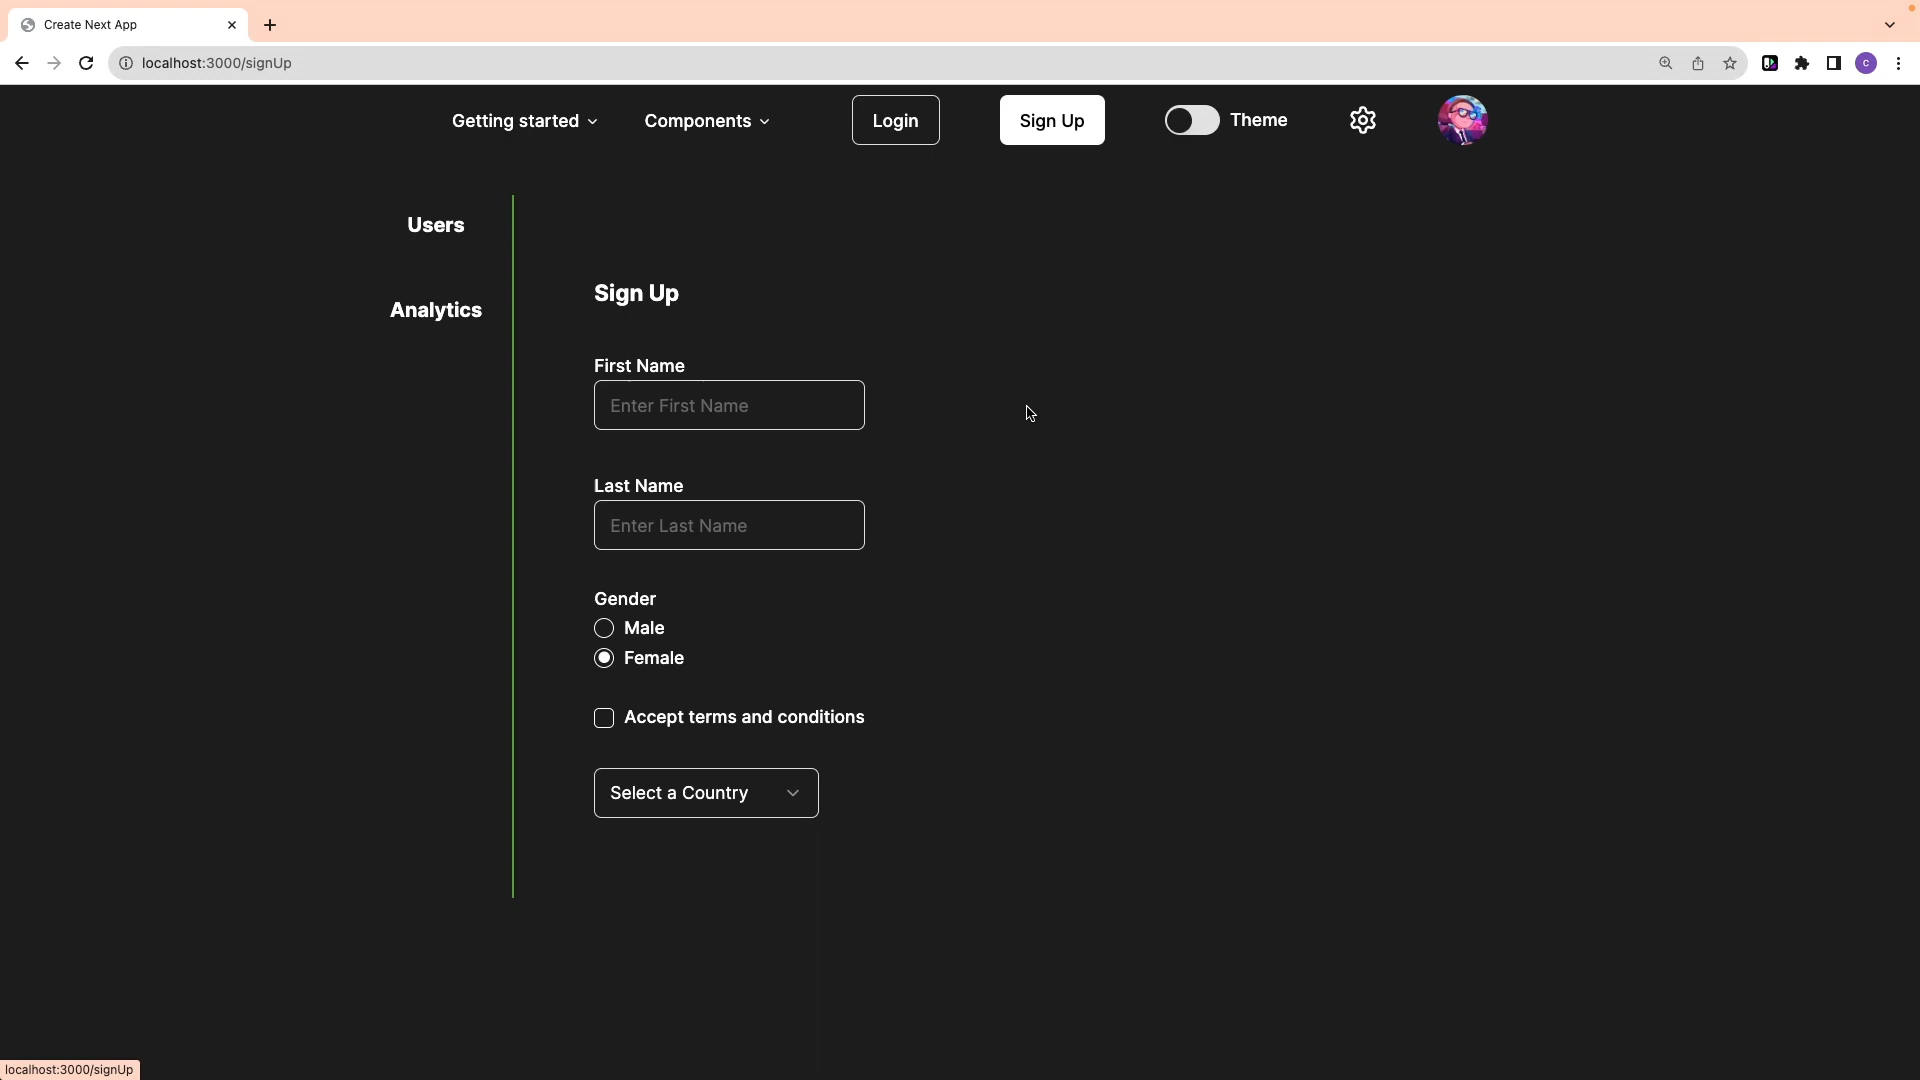 Create Next App
localhost:3000/signUp
C
Getting started
Components
Login
Sign Up
Theme
Users
Analytics
Sign Up
First Name
Enter First Name
Last Name
Enter Last Name
Gender
Male
Female
Accept terms and conditions
Select a Country
localhost:3000/signUp